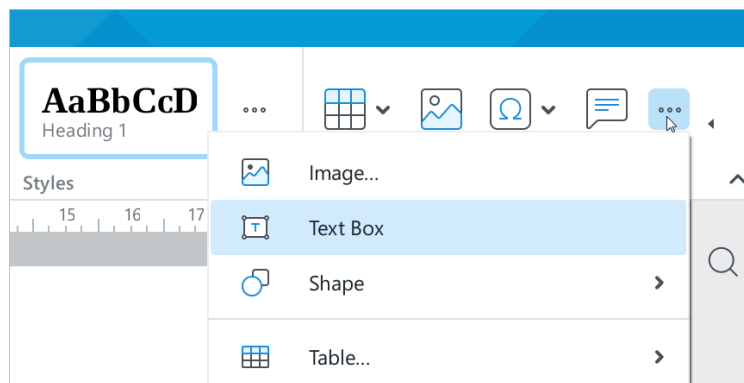 AaBbCcD
Heading 1
Ω
Styles
15 16 17
Image...
T
Text Box
Shape
Table...